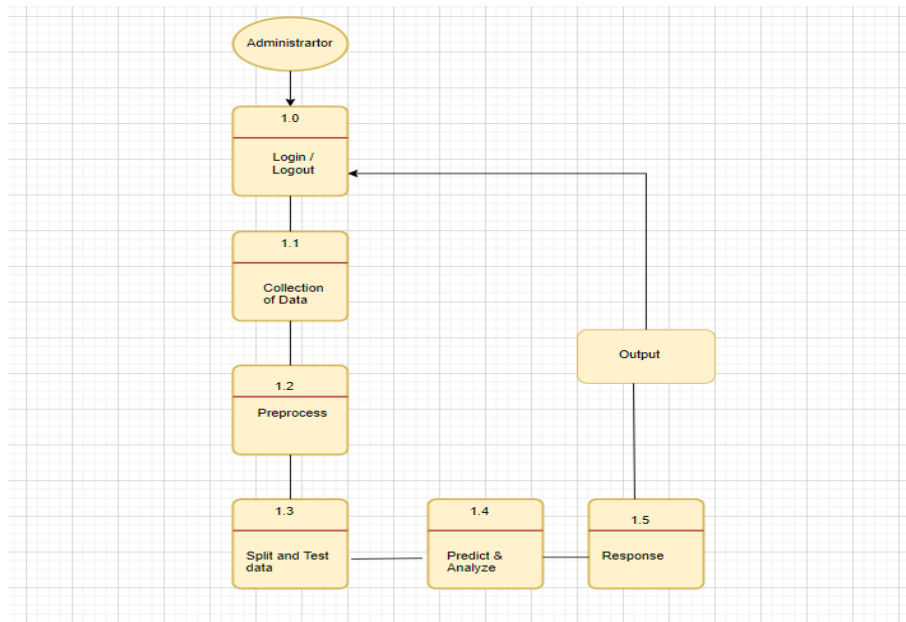 Administrartor
1.0
Login /
Logout
1.1
Collection
of Data
1.2
Preprocess
1.3
Split and Test
data
1.4
Predict &
Analyze
1.5
Response
Output